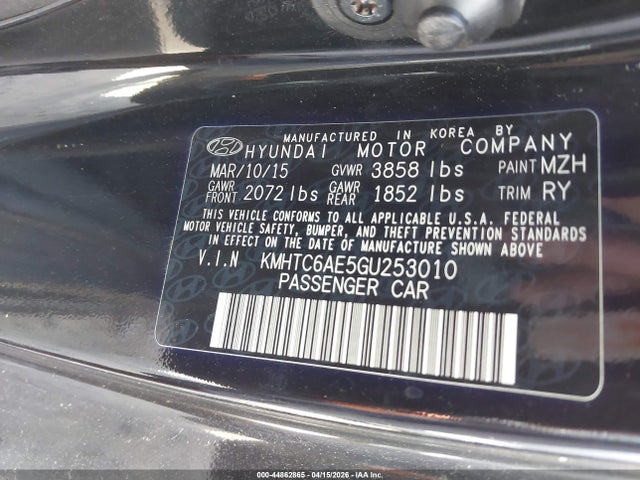 MANUFACTURED IN KOREA BY
HYUNDAI MOTOR COMPANY
MAR/10/15 GVWR 3858 lbs PAINT MZH
GAWR FRONT 2072 lbs GAWR REAR 1852 lbs TRIM RY
THIS VEHICLE CONFORMS TO ALL APPLICABLE U.S.A. FEDERAL
MOTOR VEHICLE SAFETY, BUMPER, AND THEFT PREVENTION STANDARDS
IN EFFECT ON THE DATE OF MANUFACTURE SHOWN ABOVE
V.I.N KMHTC6AE5GU253010
PASSENGER CAR
000-44862865 - 04/15/2026 - IAA Inc.